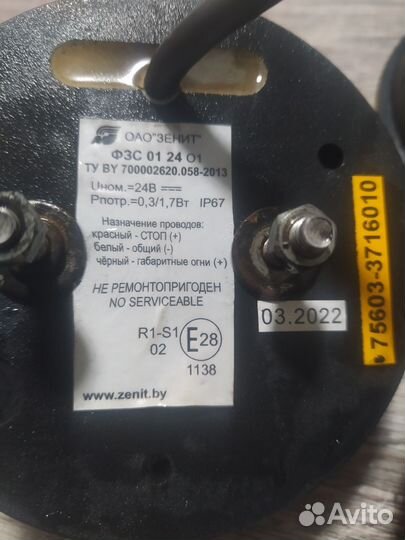 ОАО"ЗЕНИТ"
ФЗС 01 24 О1
ТУ BY 700002620.058-2013
Uном.=24В
Pпотр.=0,3/1,7Вт IP67
Назначение проводов:
красный - СТОП (+)
белый - общий (-)
чёрный - габаритные огни (+)
НЕ РЕМОНТОПРИГОДЕН
NO SERVICEABLE
R1-S1
02
E28
1138
www.zenit.by
03.2022
75603-3716010
Avito